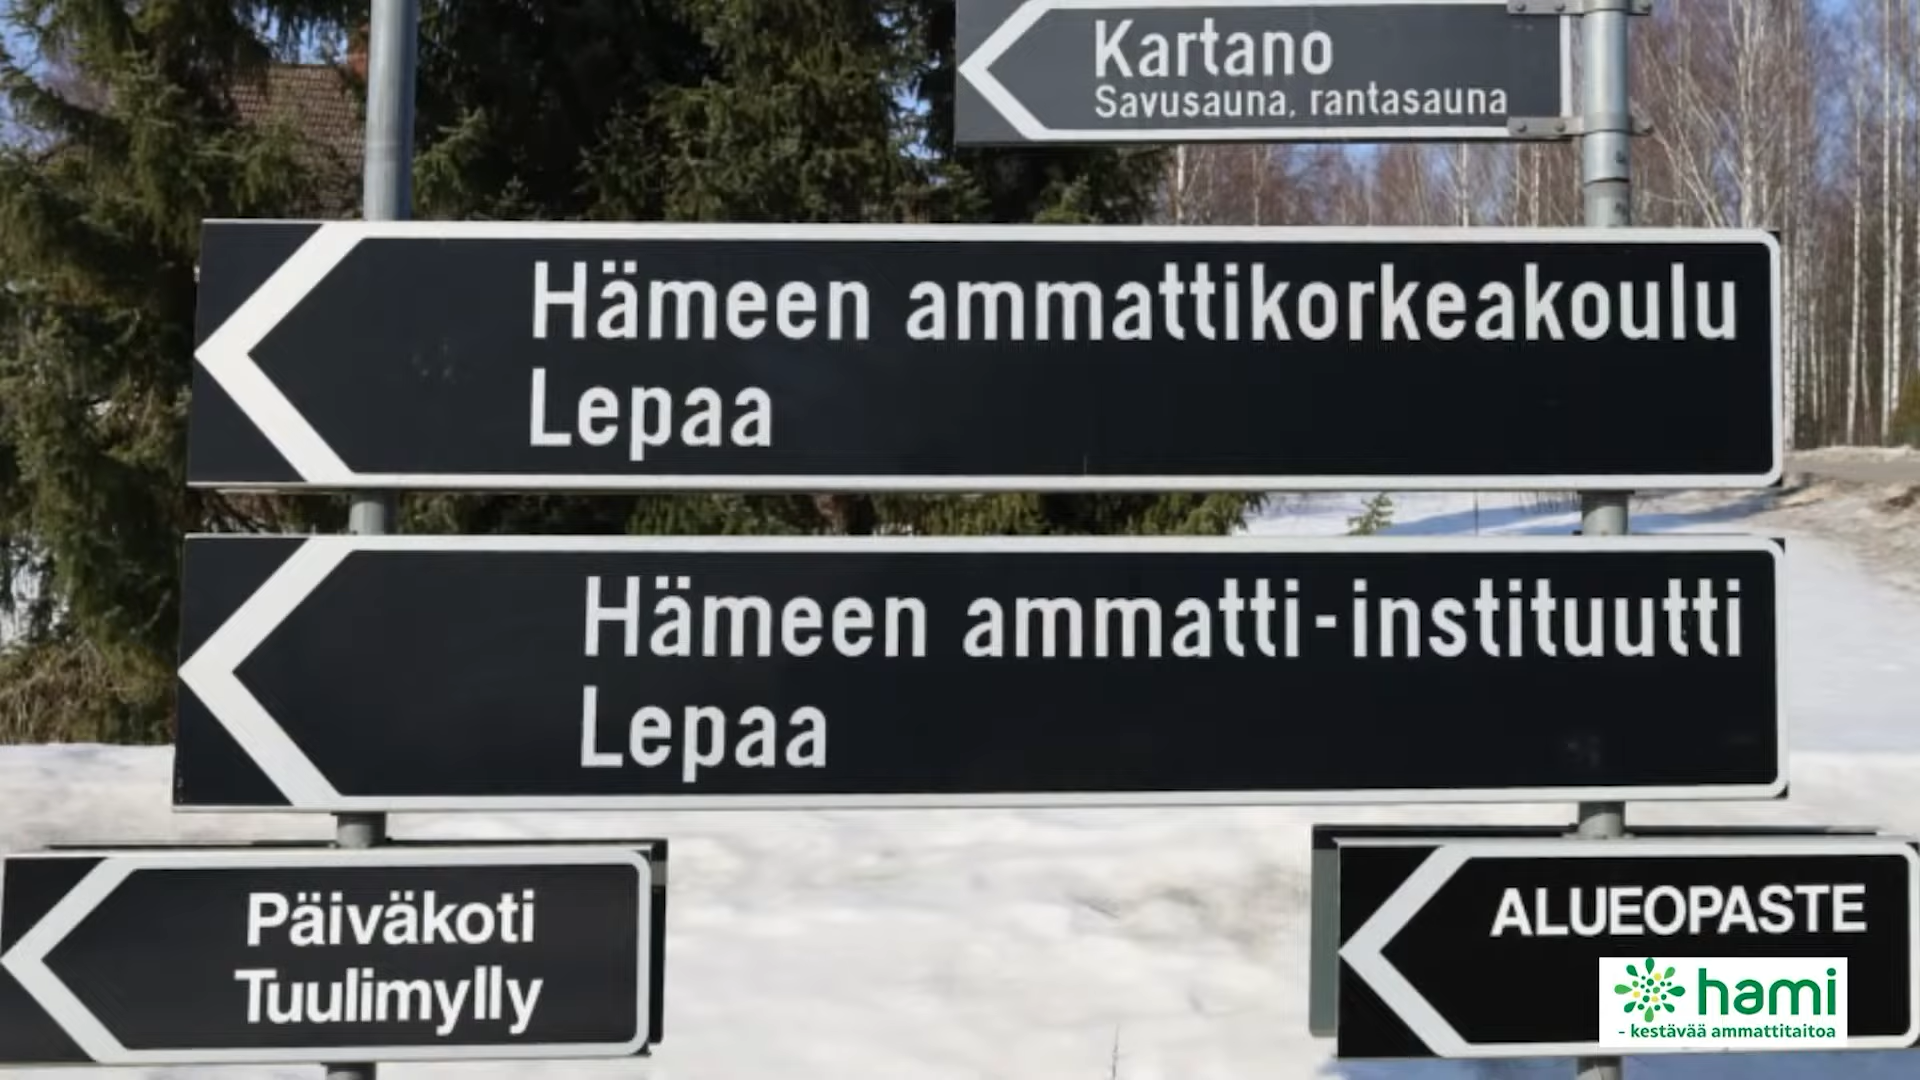 Kartano
Savusauna, rantasauna
Hämeen ammattikorkeakoulu
Lepaa
Hämeen ammatti-instituutti
Lepaa
Päiväkoti
Tuulimylly
ALUEOPASTE
hami
- kestävää ammattitaitoa